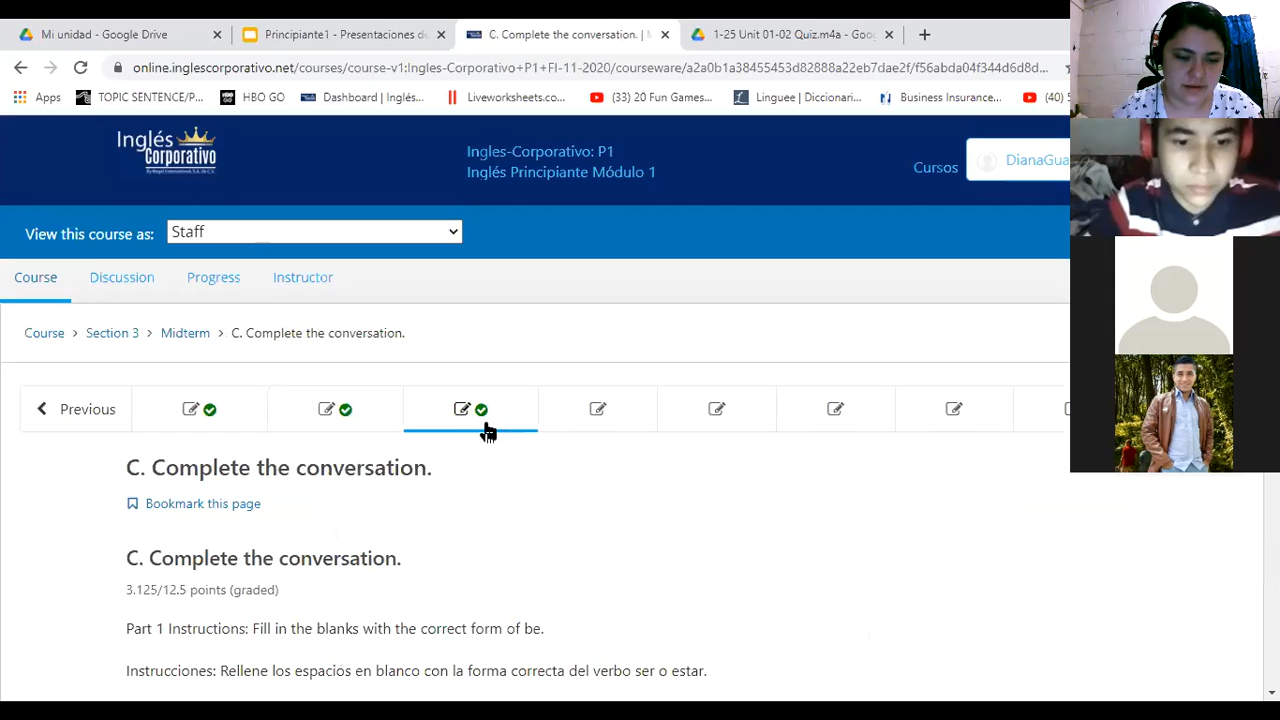 Mi unidad - Google Drive
Principiante1 - Presentaciones de
C. Complete the conversation. |
1-25 Unit 01-02 Quiz.m4a - Goo
online.inglescorporativo.net/courses/course-v1:Ingles-Corporativo+P1+FI-11-2020/courseware/a2a0b1a38455453d82888a22eb7dae2f/f56abda04f344d6d8d...
Apps
TOPIC SENTENCE/P...
HBO GO
Dashboard | Inglés...
Liveworksheets.co...
(33) 20 Fun Games...
Linguee | Diccionari...
Business Insurance...
(40) 5
Inglés
Corporativo
Ingles-Corporativo: P1
Inglés Principiante Módulo 1
Cursos
DianaGua
View this course as:
Staff
Course
Discussion
Progress
Instructor
Course > Section 3 > Midterm > C. Complete the conversation.
Previous
C. Complete the conversation.
Bookmark this page
C. Complete the conversation.
3.125/12.5 points (graded)
Part 1 Instructions: Fill in the blanks with the correct form of be.
Instrucciones: Rellene los espacios en blanco con la forma correcta del verbo ser o estar.